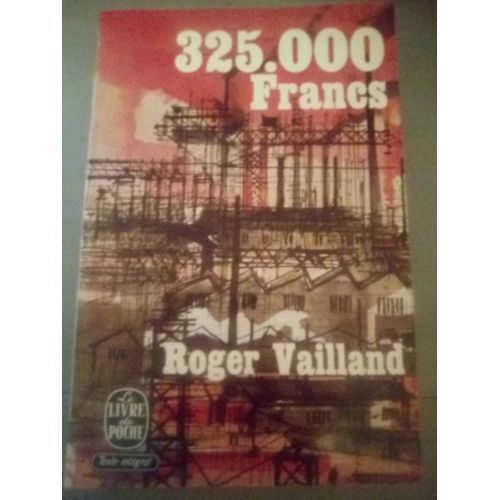 325.000
Francs
Roger Vailland
Le
LIVRE
de
POCHE
Texte intégral